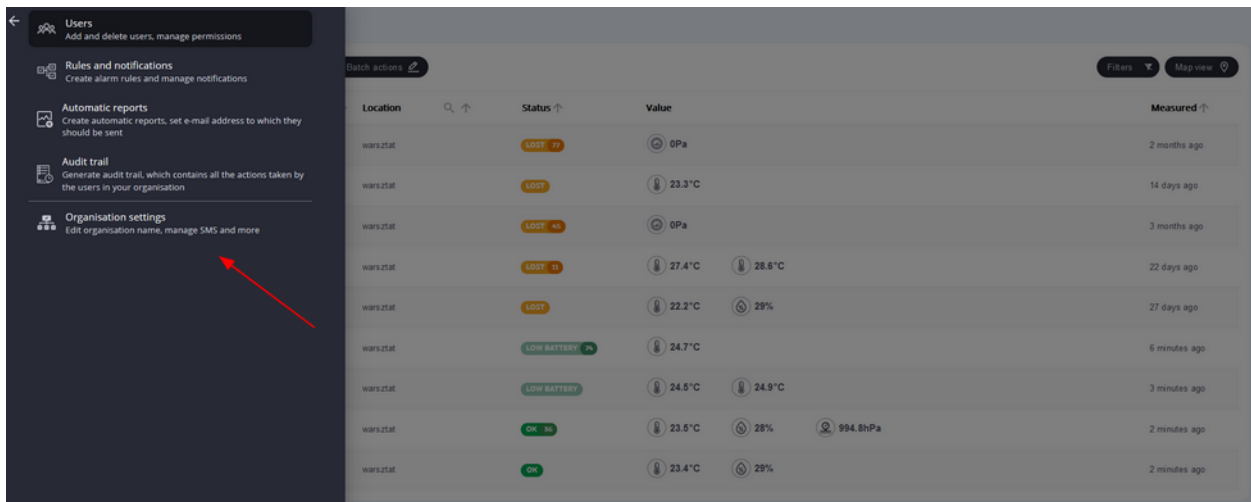 Users
Add and delete users, manage permissions
Rules and notifications
Create alarm rules and manage notifications
Automatic reports
Create automatic reports, set e-mail address to which they
should be sent
Audit trail
Generate audit trail, which contains all the actions taken by
the users in your organisation
Organisation settings
Edit organisation name, manage SMS and more
Batch actions
Filters
Map view
Location Status Value Measured
warsztat LOST 77 0Pa 2 months ago
warsztat LOST 23.3°C 14 days ago
warsztat LOST 45 0Pa 3 months ago
warsztat LOST 11 27.4°C 28.6°C 22 days ago
warsztat LOST 22.2°C 29% 27 days ago
warsztat LOW BATTERY 74 24.7°C 6 minutes ago
warsztat LOW BATTERY 24.5°C 24.9°C 3 minutes ago
warsztat OK 96 23.5°C 28% 994.8hPa 2 minutes ago
warsztat OK 23.4°C 29% 2 minutes ago